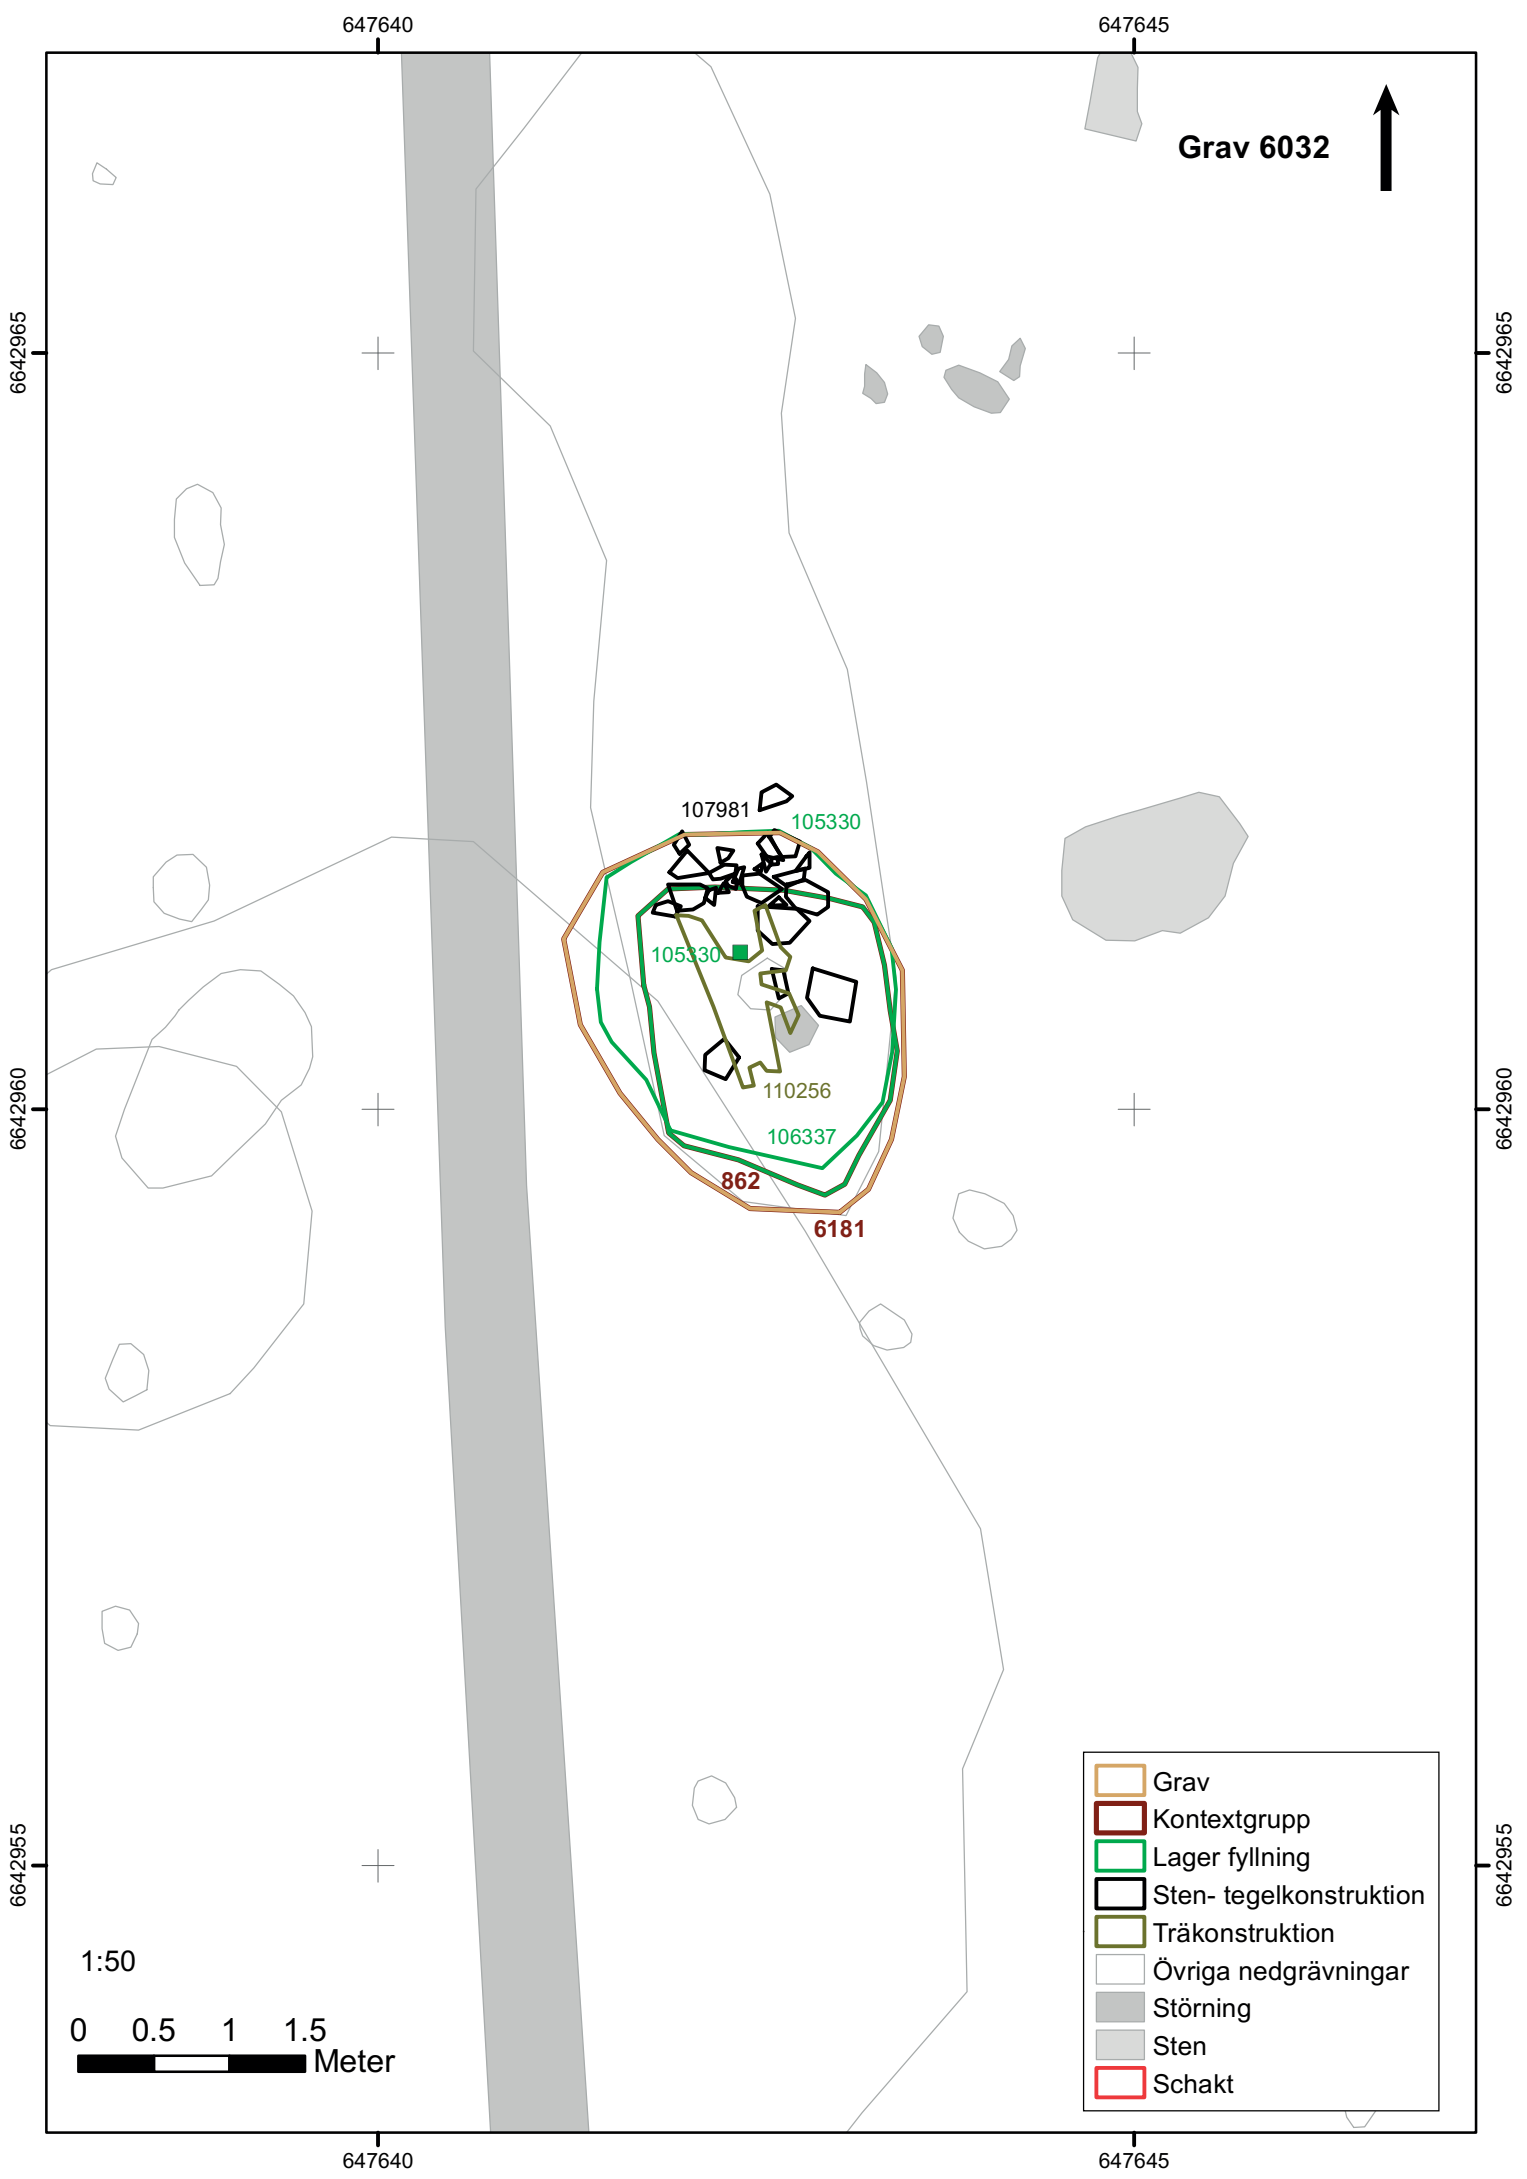 647640
647645
Grav 6032
6642965
6642965
107981
105330
105330
110256
6642960
6642960
106337
862
6181
6642955
6642955
Grav
Kontextgrupp
Lager fyllning
Sten- tegelkonstruktion
Träkonstruktion
Övriga nedgrävningar
Störning
Sten
Schakt
1:50
0 0.5 1 1.5
Meter
647640
647645